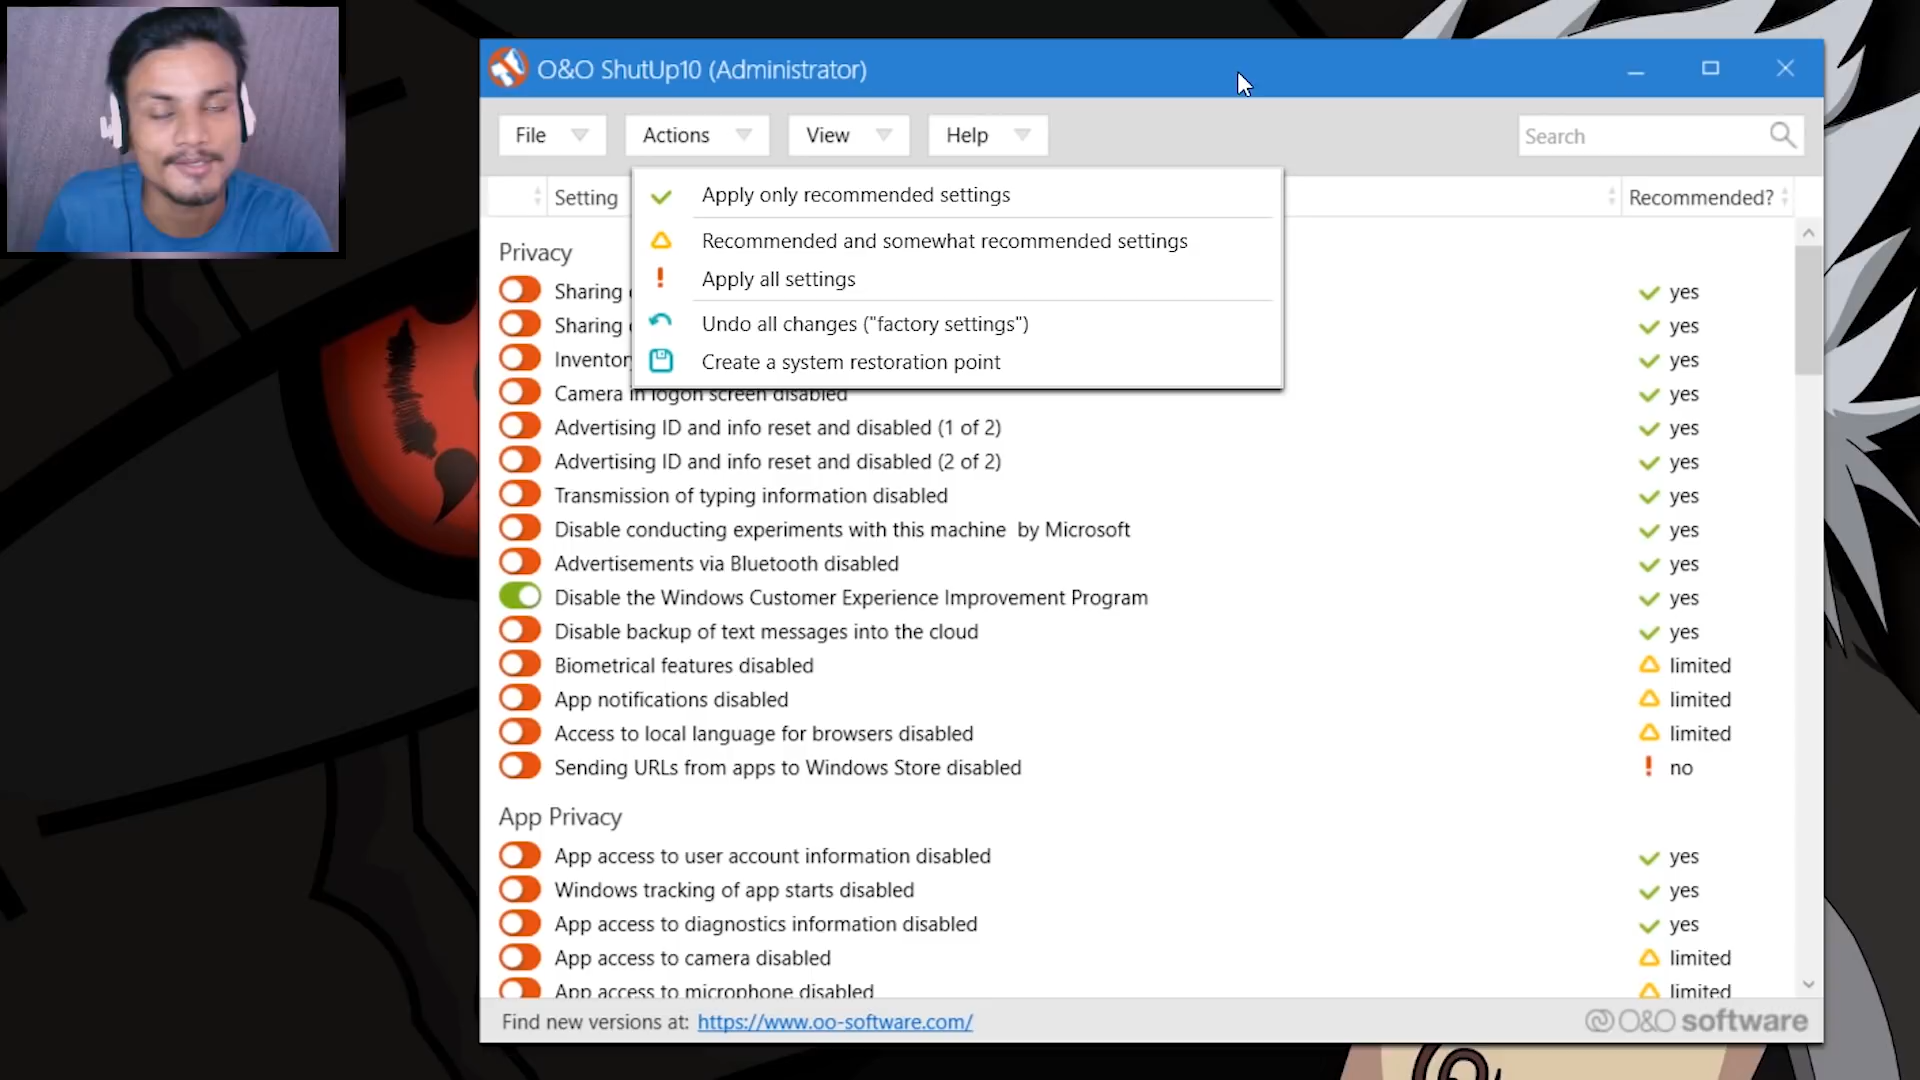 O&O ShutUp10 (Administrator)
File
Actions
View
Help
Search
Setting
Recommended?
Apply only recommended settings
Recommended and somewhat recommended settings
Apply all settings
Undo all changes ("factory settings")
Create a system restoration point
Privacy
Sharing
yes
Sharing
yes
yes
Camera in logon screen disabled
yes
Advertising ID and info reset and disabled (1 of 2)
yes
Advertising ID and info reset and disabled (2 of 2)
yes
Transmission of typing information disabled
yes
Disable conducting experiments with this machine by Microsoft
yes
Advertisements via Bluetooth disabled
yes
Disable the Windows Customer Experience Improvement Program
yes
Disable backup of text messages into the cloud
yes
Biometrical features disabled
limited
App notifications disabled
limited
Access to local language for browsers disabled
limited
Sending URLs from apps to Windows Store disabled
no
App Privacy
App access to user account information disabled
yes
Windows tracking of app starts disabled
yes
App access to diagnostics information disabled
yes
App access to camera disabled
limited
App access to microphone disabled
limited
Find new versions at: https://www.oo-software.com/
O&O software